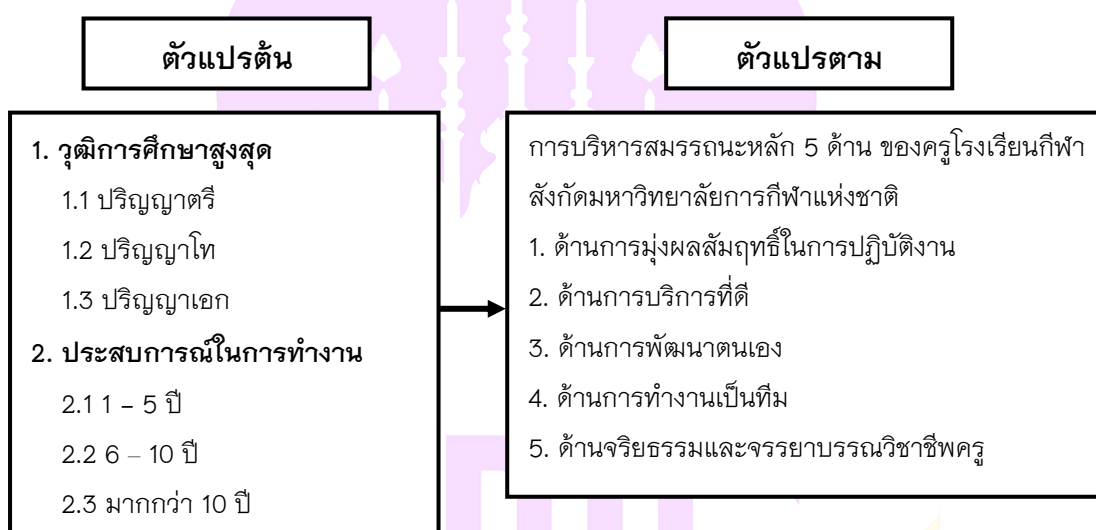 ตัวแปรต้น
ตัวแปรตาม
1. วุฒิการศึกษาสูงสุด
1.1 ปริญญาตรี
1.2 ปริญญาโท
1.3 ปริญญาเอก
2. ประสบการณ์ในการทำงาน
2.1 1 – 5 ปี
2.2 6 – 10 ปี
2.3 มากกว่า 10 ปี
การบริหารสมรรถนะหลัก 5 ด้าน ของครูโรงเรียนกีฬา
สังกัดมหาวิทยาลัยการกีฬาแห่งชาติ
1. ด้านการมุ่งผลสัมฤทธิ์ในการปฏิบัติงาน
2. ด้านการบริการที่ดี
3. ด้านการพัฒนาตนเอง
4. ด้านการทำงานเป็นทีม
5. ด้านจริยธรรมและจรรยาบรรณวิชาชีพครู